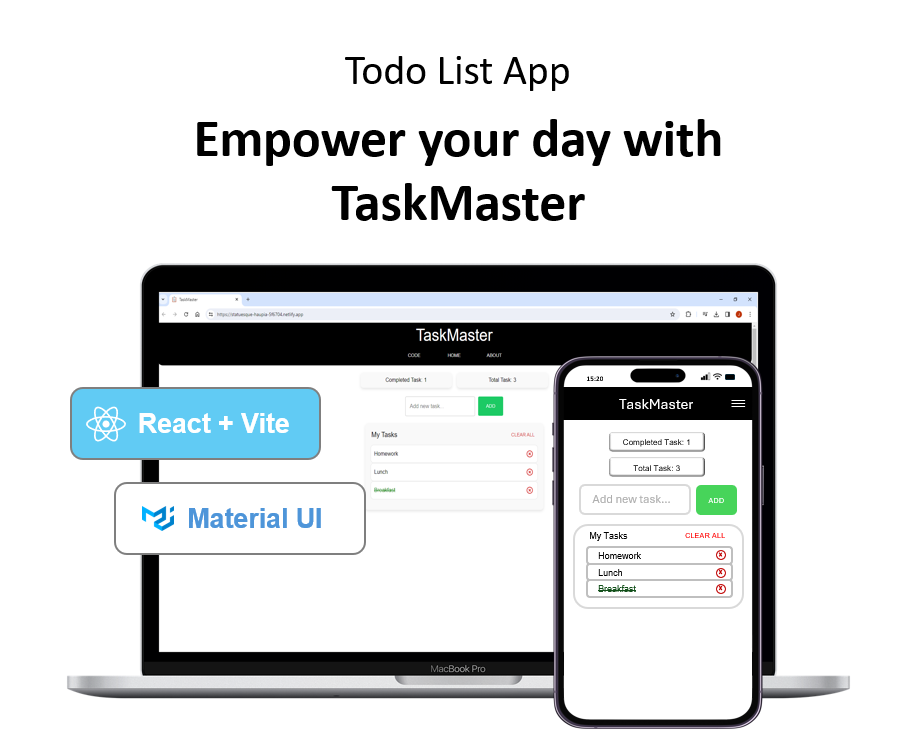 Todo List App
Empower your day with
TaskMaster
TaskMaster
TaskMaster
CODE HOME ABOUT
Completed Task: 1 Total Task: 3
Add new task... ADD
My Tasks CLEAR ALL
Homework
Lunch
Breakfast
React + Vite
Material UI
MacBook Pro
15:20
TaskMaster
Completed Task: 1
Total Task: 3
Add new task... ADD
My Tasks CLEAR ALL
Homework
Lunch
Breakfast